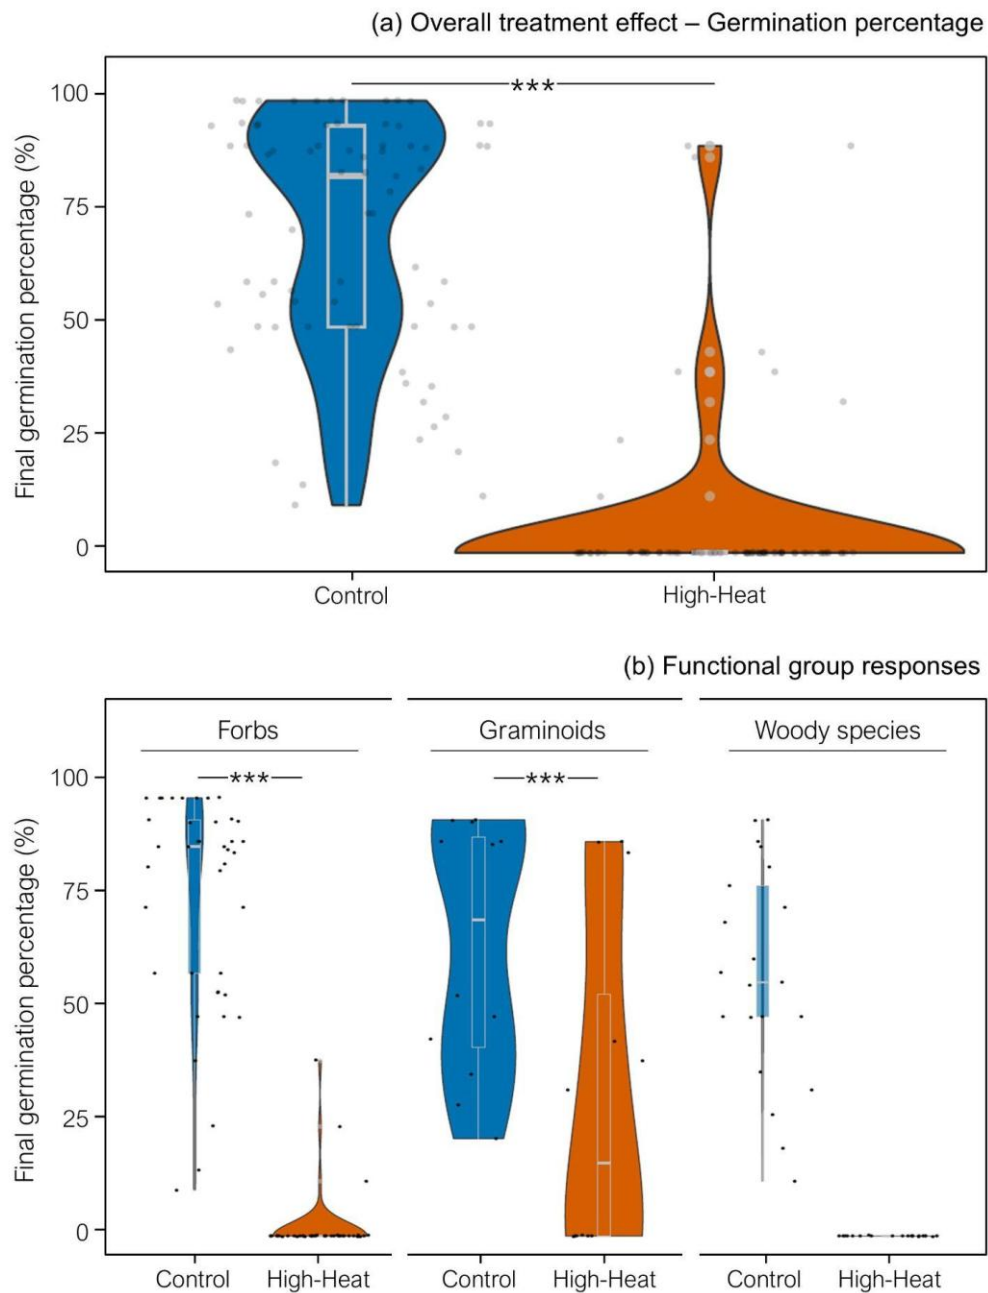 (a) Overall treatment effect – Germination percentage
***
100
75
50
25
0
Final germination percentage (%)
Control High-Heat
(b) Functional group responses
Forbs Graminoids Woody species
*** ***
100
75
50
25
0
Final germination percentage (%)
Control High-Heat Control High-Heat Control High-Heat